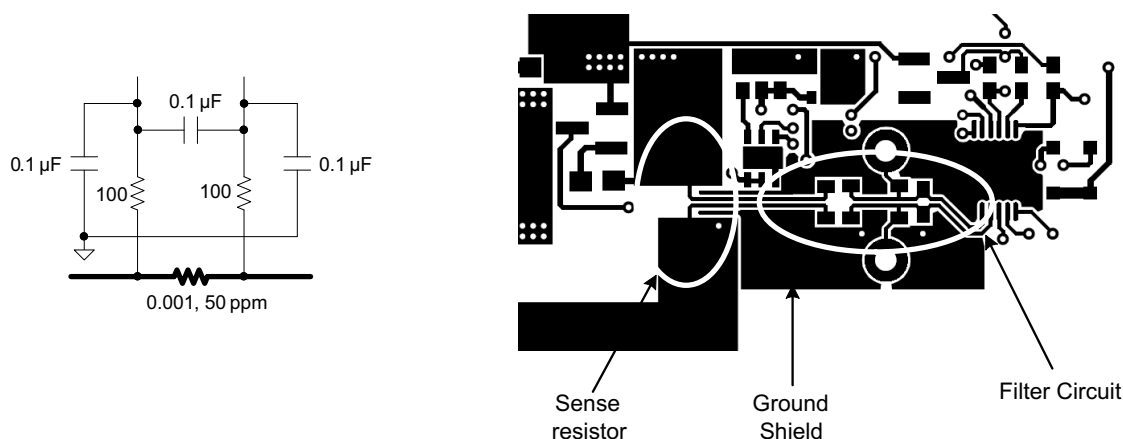 0.1 µF
0.1 µF
0.1 µF
100
100
0.001, 50 ppm
Sense
resistor
Ground
Shield
Filter Circuit